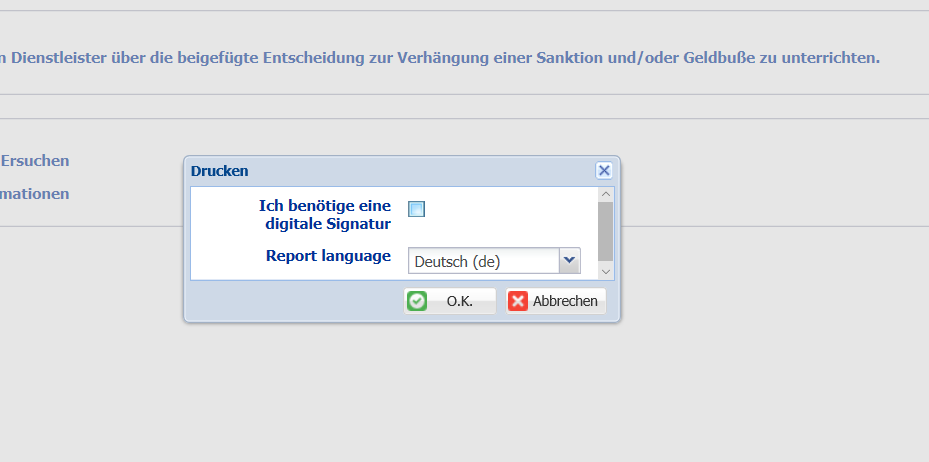 n Dienstleister über die beigefügte Entscheidung zur Verhängung einer Sanktion und/oder Geldbuße zu unterrichten.
Ersuchen
mationen
Drucken
Ich benötige eine
digitale Signatur
Report language
Deutsch (de)
O.K.
Abbrechen